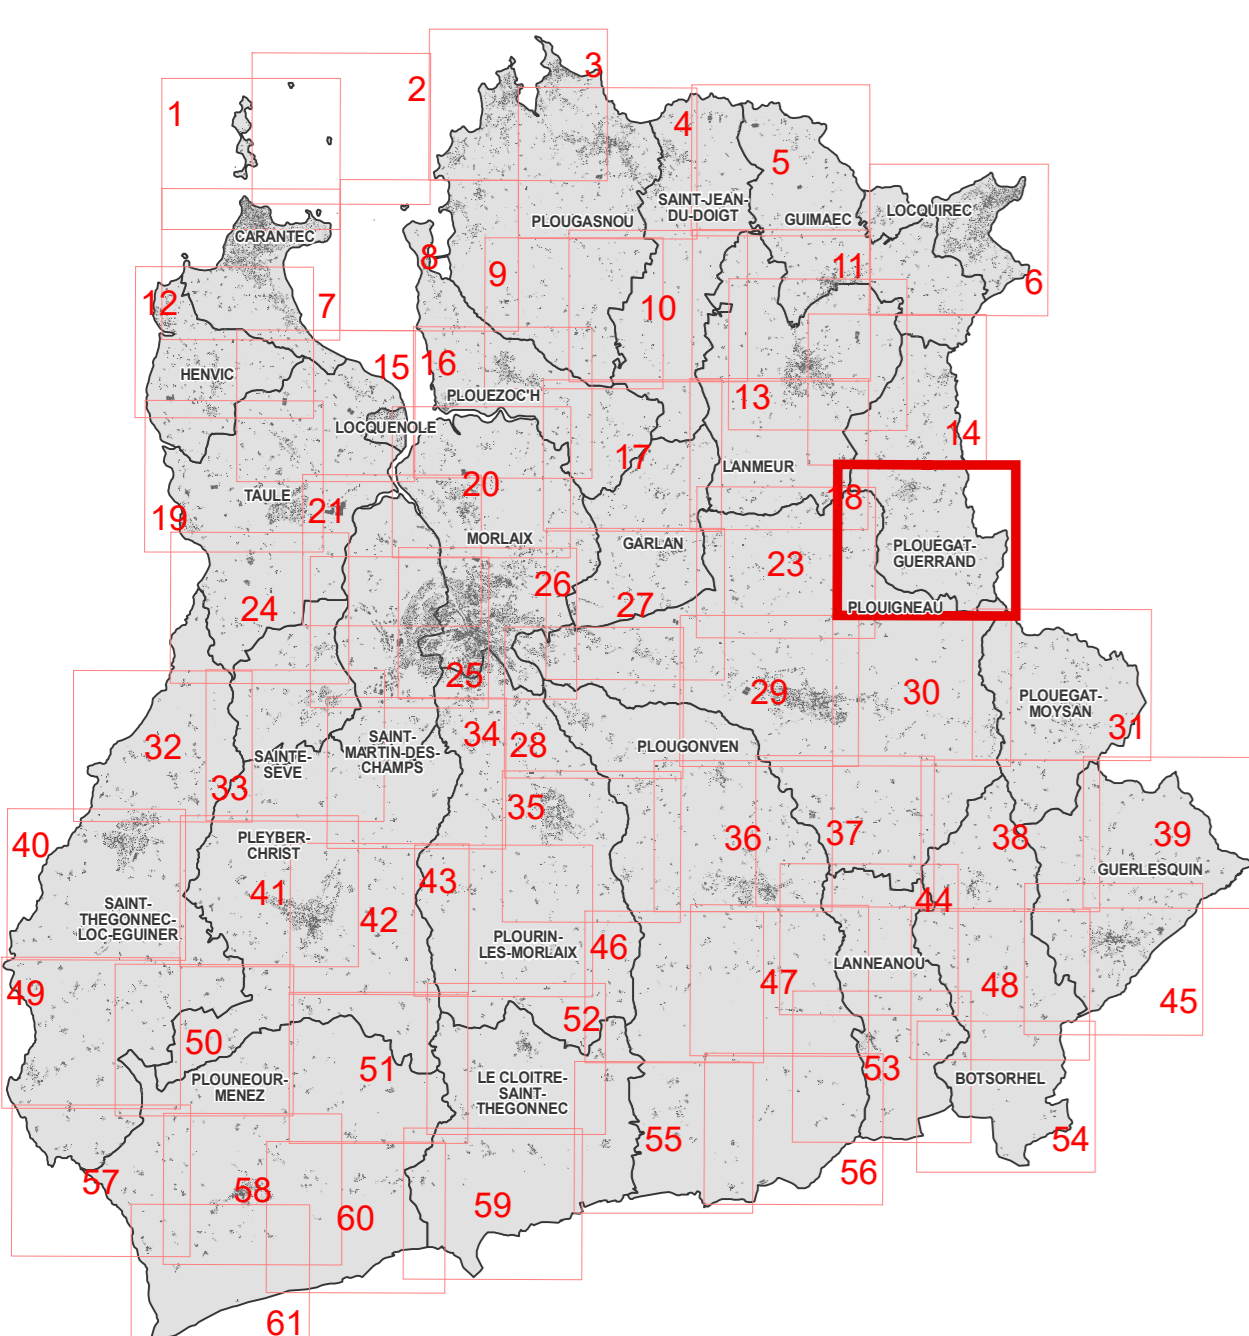 3
2
1
4
5
SAINT-JEAN-
DU-DOIGT
PLOUGASNOU
GUIMAEC
LOCQUIREC
CARANTEC
8
9
11
6
12
7
10
15
16
HENVIC
PLOUEZOC'H
13
LOCQUENOLE
14
17
LANMEUR
20
18
TAULE
21
19
MORLAIX
GARLAN
PLOUEGAT-
GUERRAND
23
26
24
27
PLOUIGNEAU
25
29
30
PLOUEGAT-
MOYSAN
31
34
28
32
SAINT-
MARTIN-DES-
CHAMPS
PLOUGONVEN
SAINTE-
SEVE
33
35
40
PLEYBER-
CHRIST
36
37
38
39
GUERLESQUIN
41
43
44
SAINT-
THEGONNEC-
LOC-EGUINER
42
PLOURIN-
LES-MORLAIX
46
LANNEANOU
47
48
49
45
50
52
51
53
PLOUNEOUR-
MENEZ
LE CLOITRE-
SAINT-
THEGONNEC
BOTSORHEL
55
54
57
56
58
60
59
61